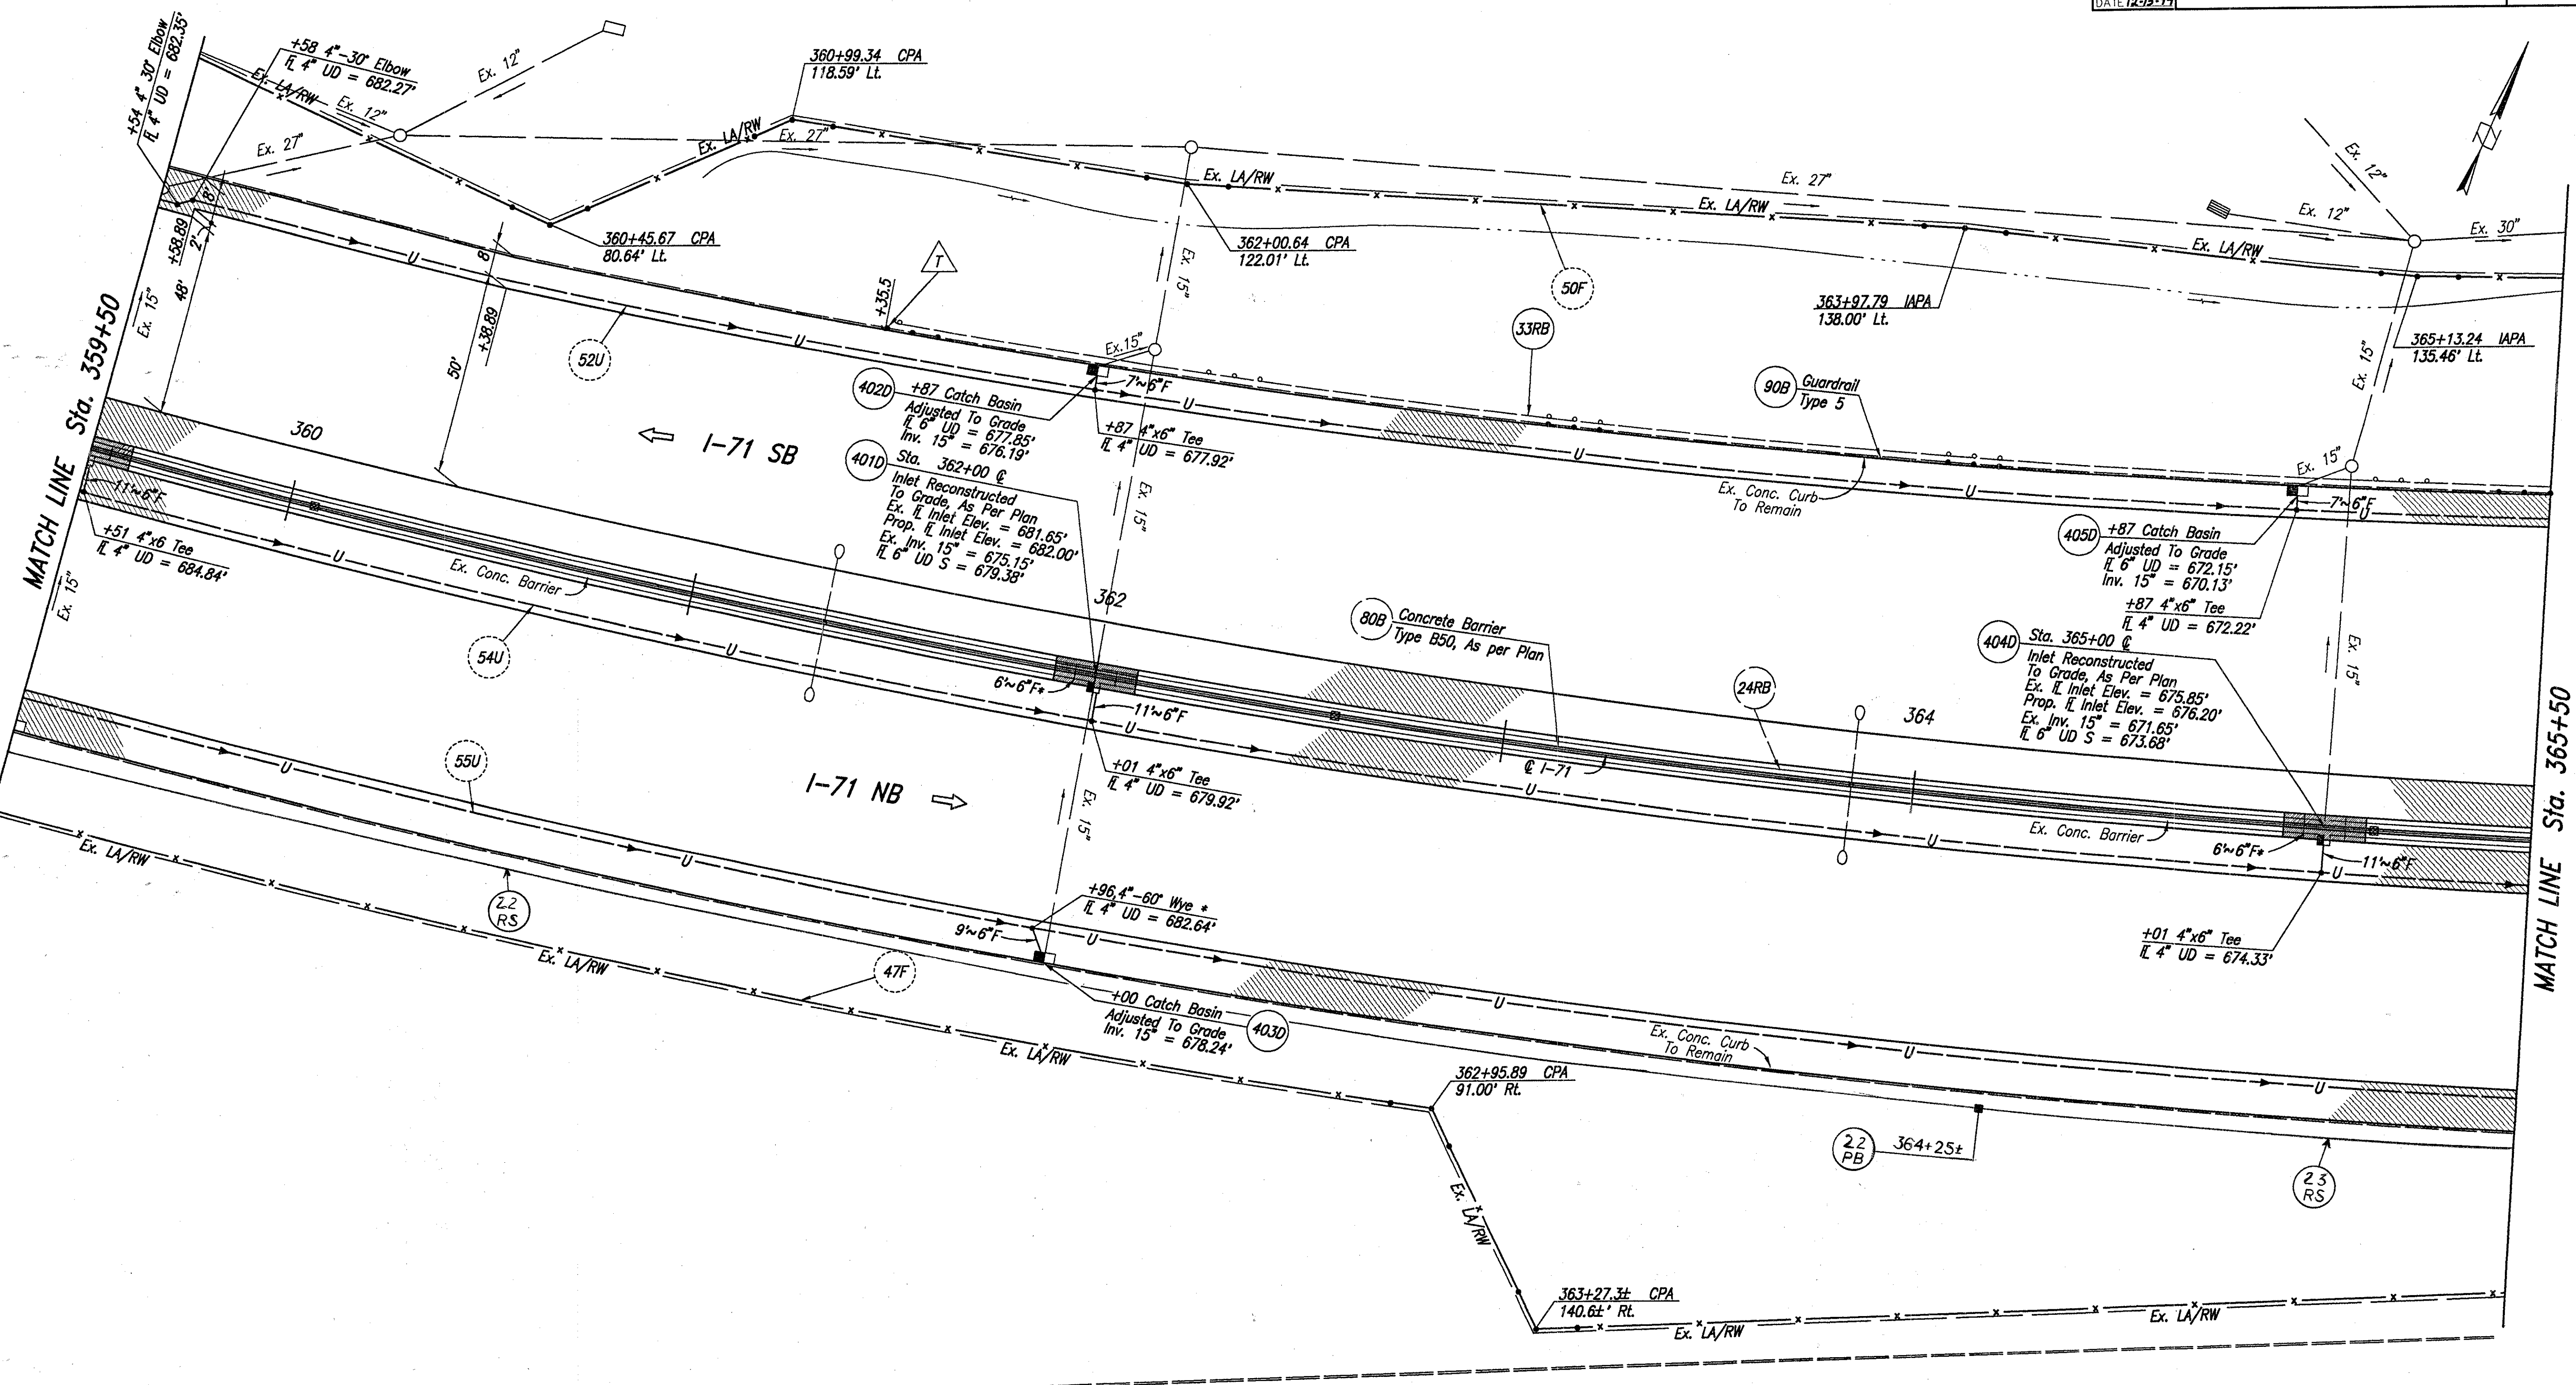 DATE 12-13-94
+54 4" 30° Elbow
FL 4" UD = 682.35'
+58 4"-30° Elbow
FL 4" UD = 682.27'
Ex. LA/RW
Ex. 12"
Ex. 12"
Ex. 27"
360+99.34 CPA
118.59' Lt.
Ex. LA/RW
Ex. 27"
360+45.67 CPA
80.64' Lt.
Ex. LA/RW
362+00.64 CPA
122.01' Lt.
Ex. 15"
Ex. 27"
Ex. LA/RW
50F
363+97.79 IAPA
138.00' Lt.
Ex. 12"
Ex. 12"
Ex. 30"
Ex. LA/RW
365+13.24 IAPA
135.46' Lt.
Ex. 15"
N
MATCH LINE Sta. 359+50
Ex. 15"
8'
2'
+58.89
48'
8'
+38.89
50'
U
52U
+35.5
T
Ex. 15"
7'~6"F
402D
+87 Catch Basin
Adjusted To Grade
FL 6" UD = 677.85'
Inv. 15" = 676.19'
+87 4"x6" Tee
FL 4" UD = 677.92'
U
U
33RB
90B
Guardrail
Type 5
U
Ex. Conc. Curb
To Remain
U
Ex. 15"
7'~6"F
U
405D
+87 Catch Basin
Adjusted To Grade
FL 6" UD = 672.15'
Inv. 15" = 670.13'
+87 4"x6" Tee
FL 4" UD = 672.22'
360
I-71 SB
401D
Sta. 362+00 CL
Inlet Reconstructed
To Grade, As Per Plan
Ex. FL Inlet Elev. = 681.65'
Prop. FL Inlet Elev. = 682.00'
Ex. Inv. 15" = 675.15'
FL 6" UD S = 679.38'
Ex. 15"
362
11'~6"F
+51 4"x6 Tee
FL 4" UD = 684.84'
Ex. 15"
U
Ex. Conc. Barrier
54U
U
6'~6"F*
11'~6"F
U
+01 4"x6" Tee
FL 4" UD = 679.92'
80B
Concrete Barrier
Type B50, As per Plan
CL I-71
24RB
364
U
U
404D
Sta. 365+00 CL
Inlet Reconstructed
To Grade, As Per Plan
Ex. FL Inlet Elev. = 675.85'
Prop. FL Inlet Elev. = 676.20'
Ex. Inv. 15" = 671.65'
FL 6" UD S = 673.68'
Ex. 15"
Ex. Conc. Barrier
6'~6"F*
11'~6"F
U
+01 4"x6" Tee
FL 4" UD = 674.33'
MATCH LINE Sta. 365+50
U
55U
I-71 NB
Ex. 15"
U
Ex. LA/RW
22
RS
+96,4"-60° Wye *
FL 4" UD = 682.64'
9'~6"F
U
Ex. LA/RW
47F
+00 Catch Basin
Adjusted To Grade
Inv. 15" = 678.24'
403D
Ex. LA/RW
U
Ex. Conc. Curb
To Remain
U
U
362+95.89 CPA
91.00' Rt.
Ex. LA/RW
22
PB
364+25±
23
RS
363+27.3± CPA
140.6±' Rt.
Ex. LA/RW
Ex. LA/RW